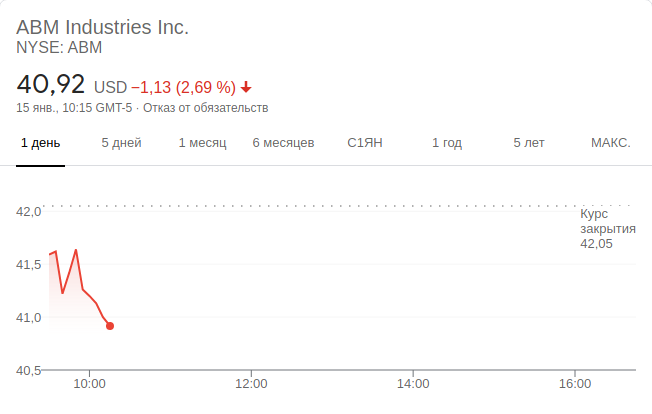 ABM Industries Inc.
NYSE: ABM
40,92 USD −1,13 (2,69 %)
15 янв., 10:15 GMT-5 · Отказ от обязательств
1 день 5 дней 1 месяц 6 месяцев С1ЯН 1 год 5 лет МАКС.
42,0
Курс
закрытия
42,05
41,5
41,0
40,5
10:00 12:00 14:00 16:00